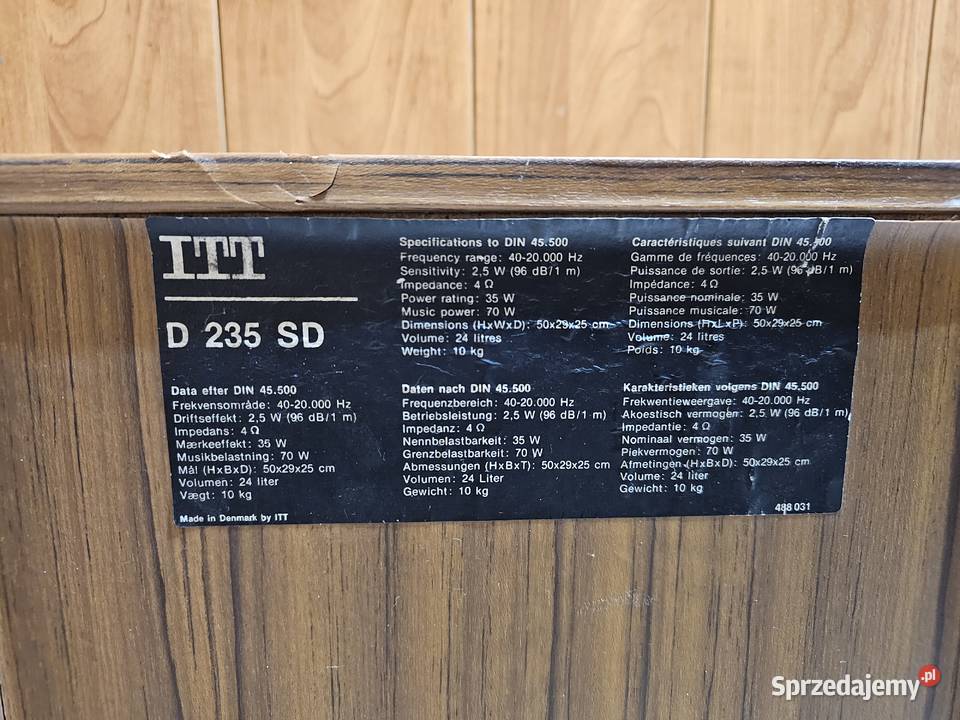 ITT
D 235 SD
Data efter DIN 45.500
Frekvensområde: 40-20.000 Hz
Driftseffekt: 2,5 W (96 dB/1 m)
Impedans: 4 Ω
Mærkeeffekt: 35 W
Musikbelastning: 70 W
Mål (HxBxD): 50x29x25 cm
Volumen: 24 liter
Vægt: 10 kg
Made in Denmark by ITT
Specifications to DIN 45.500
Frequency range: 40-20.000 Hz
Sensitivity: 2,5 W (96 dB/1 m)
Impedance: 4 Ω
Power rating: 35 W
Music power: 70 W
Dimensions (HxWxD): 50x29x25 cm
Volume: 24 litres
Weight: 10 kg
Daten nach DIN 45.500
Frequenzbereich: 40-20.000 Hz
Betriebsleistung: 2,5 W (96 dB/1 m)
Impedanz: 4 Ω
Nennbelastbarkeit: 35 W
Grenzbelastbarkeit: 70 W
Abmessungen (HxBxT): 50x29x25 cm
Volumen: 24 Liter
Gewicht: 10 kg
Caractéristiques suivant DIN 45.500
Gamme de fréquences: 40-20.000 Hz
Puissance de sortie: 2,5 W (96 dB/1 m)
Impédance: 4 Ω
Puissance nominale: 35 W
Puissance musicale: 70 W
Dimensions (HxLxP): 50x29x25 cm
Volume: 24 litres
Poids: 10 kg
Karakteristieken volgens DIN 45.500
Frekwentieweergave: 40-20.000 Hz
Akoestisch vermogen: 2,5 W (96 dB/1 m)
Impedantie: 4 Ω
Nominaal vermogen: 35 W
Piekvermogen: 70 W
Afmetingen (HxBxD): 50x29x25 cm
Volume: 24 liter
Gewicht: 10 kg
488 031
Sprzedajemy.pl